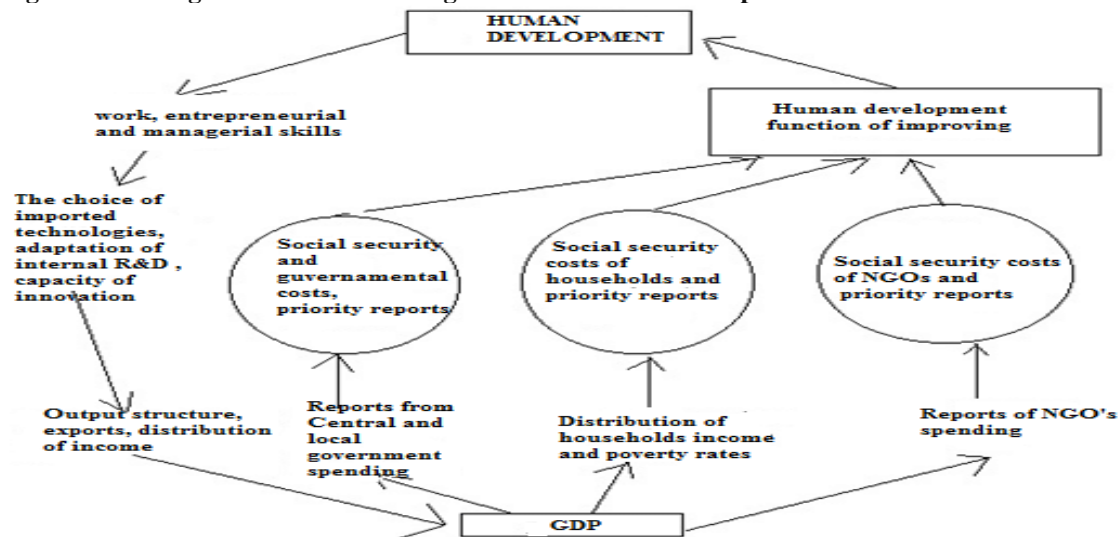 HUMAN
DEVELOPMENT
work, entrepreneurial
and managerial skills
Human development
function of improving
The choice of
imported
technologies,
adaptation of
internal R&D ,
capacity of
innovation
Social security
and
guvernamental
costs,
priority reports
Social security
costs of
households and
priority reports
Social security costs
of NGOs and
priority reports
Output structure,
exports, distribution
of income
Reports from
Central and
local
government
spending
Distribution of
households income
and poverty rates
Reports of NGO's
spending
GDP